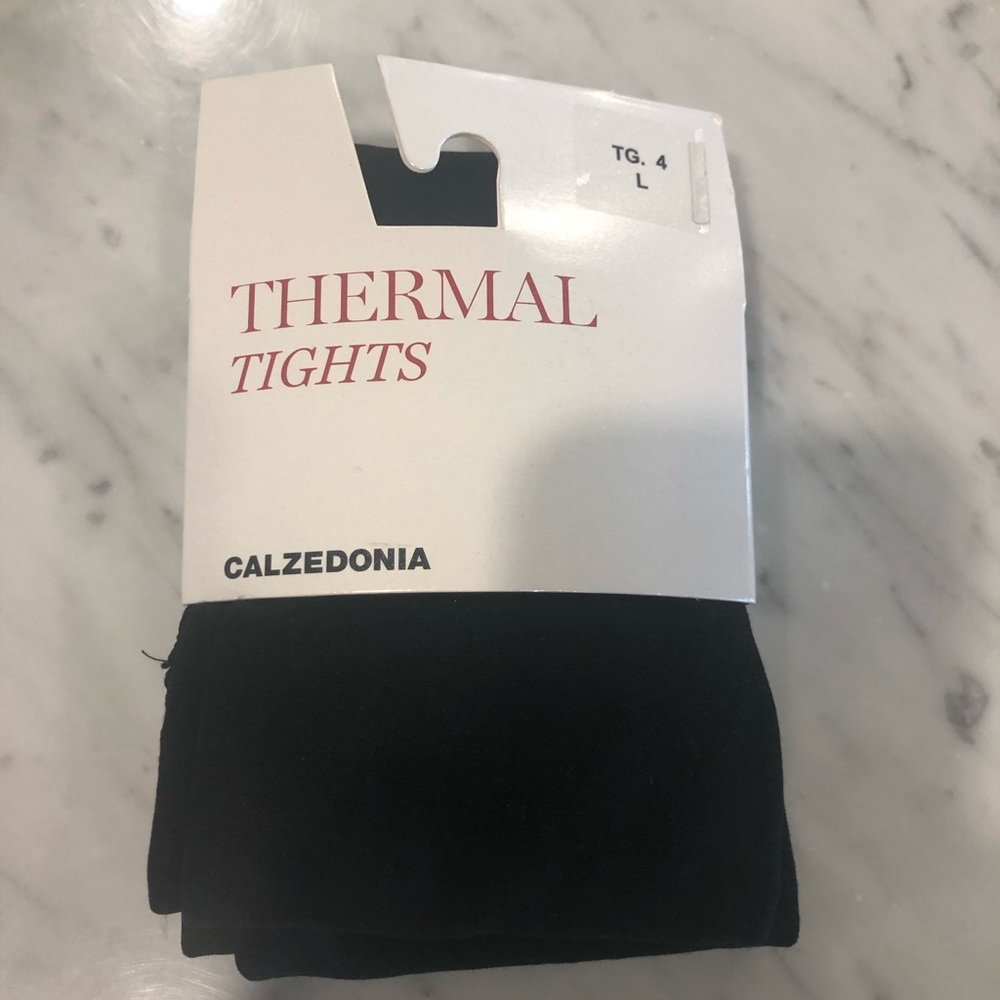 TG. 4
L
THERMAL
TIGHTS
CALZEDONIA